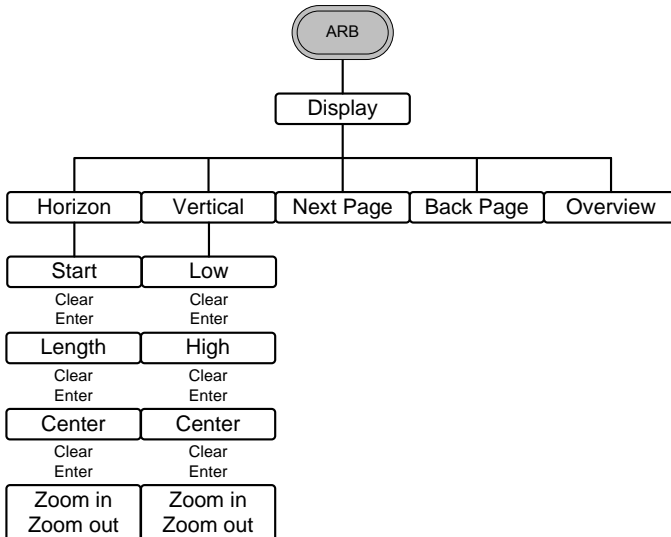 ARB
Display
Horizon Vertical Next Page Back Page Overview
Start Low
Clear Clear
Enter Enter
Length High
Clear Clear
Enter Enter
Center Center
Clear Clear
Enter Enter
Zoom in Zoom in
Zoom out Zoom out